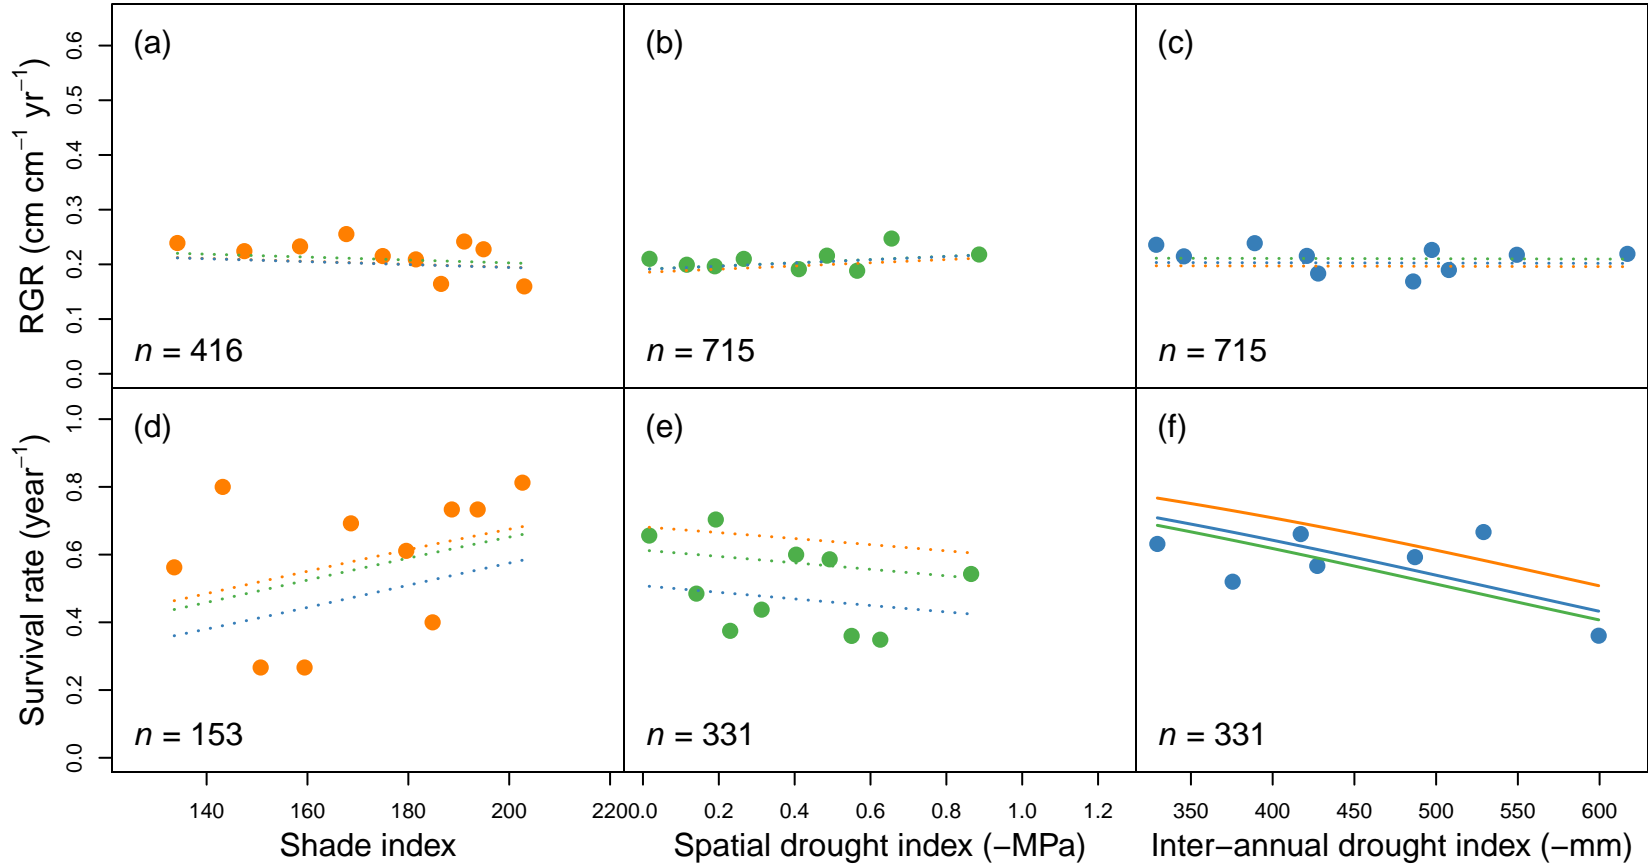 (a)
(b)
(c)
RGR (cm cm⁻¹ yr⁻¹)
0.6
0.5
0.4
0.3
0.2
0.1
0.0
n = 416
n = 715
n = 715
(d)
(e)
(f)
Survival rate (year⁻¹)
1.0
0.8
0.6
0.4
0.2
0.0
n = 153
n = 331
n = 331
140 160 180 200 220
0.0 0.2 0.4 0.6 0.8 1.0 1.2
350 400 450 500 550 600
Shade index
Spatial drought index (−MPa)
Inter−annual drought index (−mm)